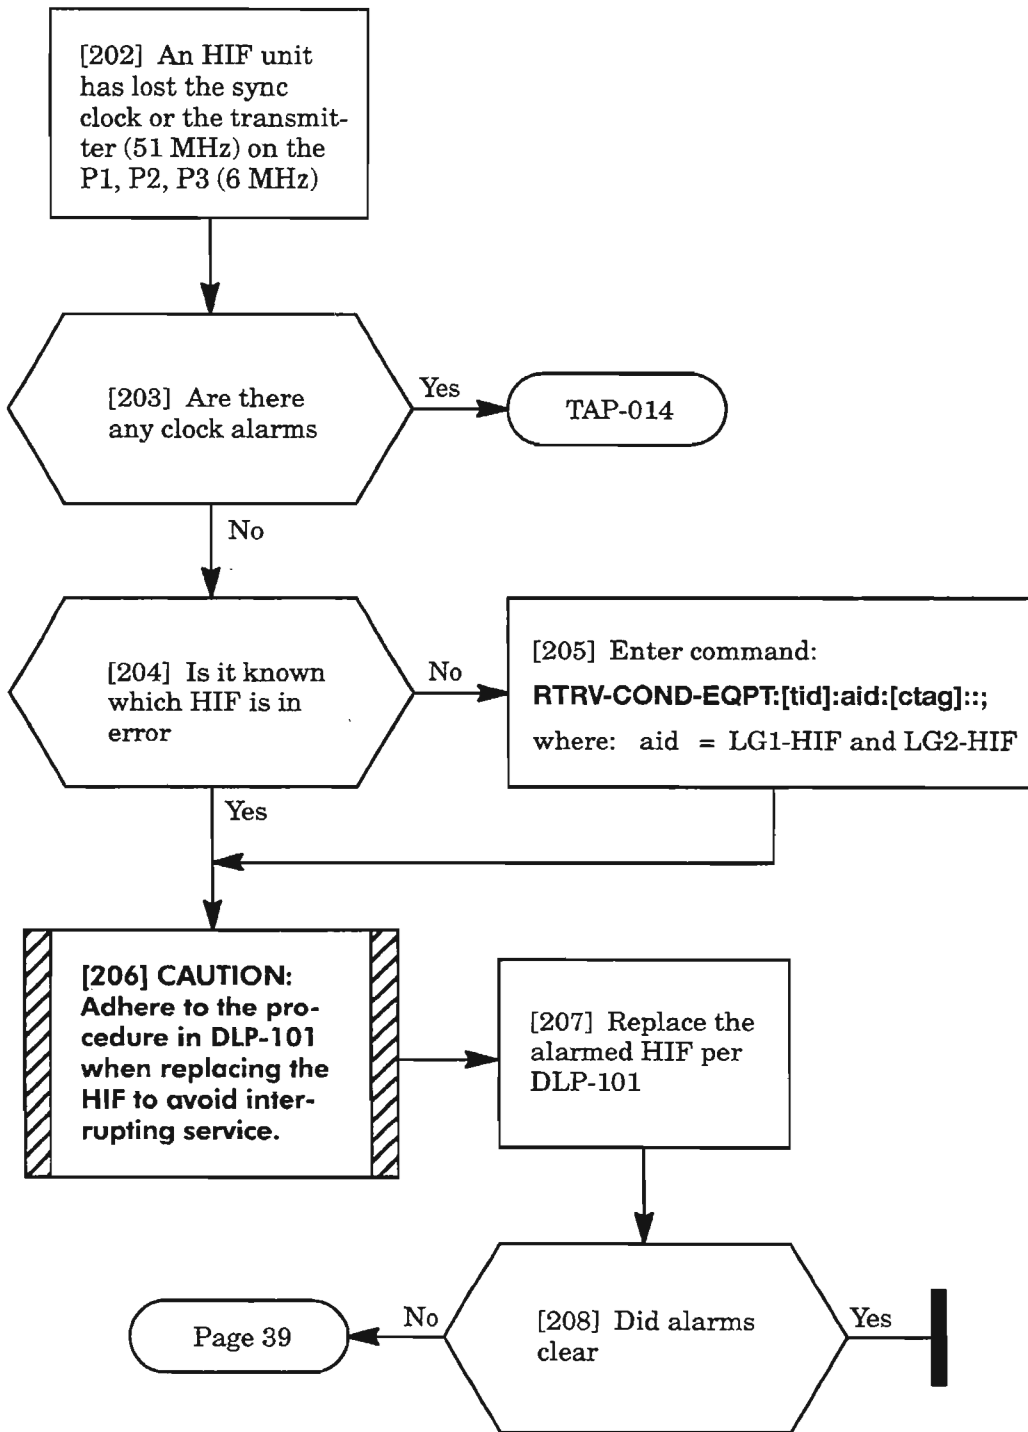 [202] An HIF unit
has lost the sync
clock or the transmit-
ter (51 MHz) on the
P1, P2, P3 (6 MHz)
[203] Are there
any clock alarms
Yes
TAP-014
No
[204] Is it known
which HIF is in
error
No
[205] Enter command:
RTRV-COND-EQPT:[tid]:aid:[ctag]::;
where: aid = LG1-HIF and LG2-HIF
Yes
[206] CAUTION:
Adhere to the pro-
cedure in DLP-101
when replacing the
HIF to avoid inter-
rupting service.
[207] Replace the
alarmed HIF per
DLP-101
[208] Did alarms
clear
No
Page 39
Yes